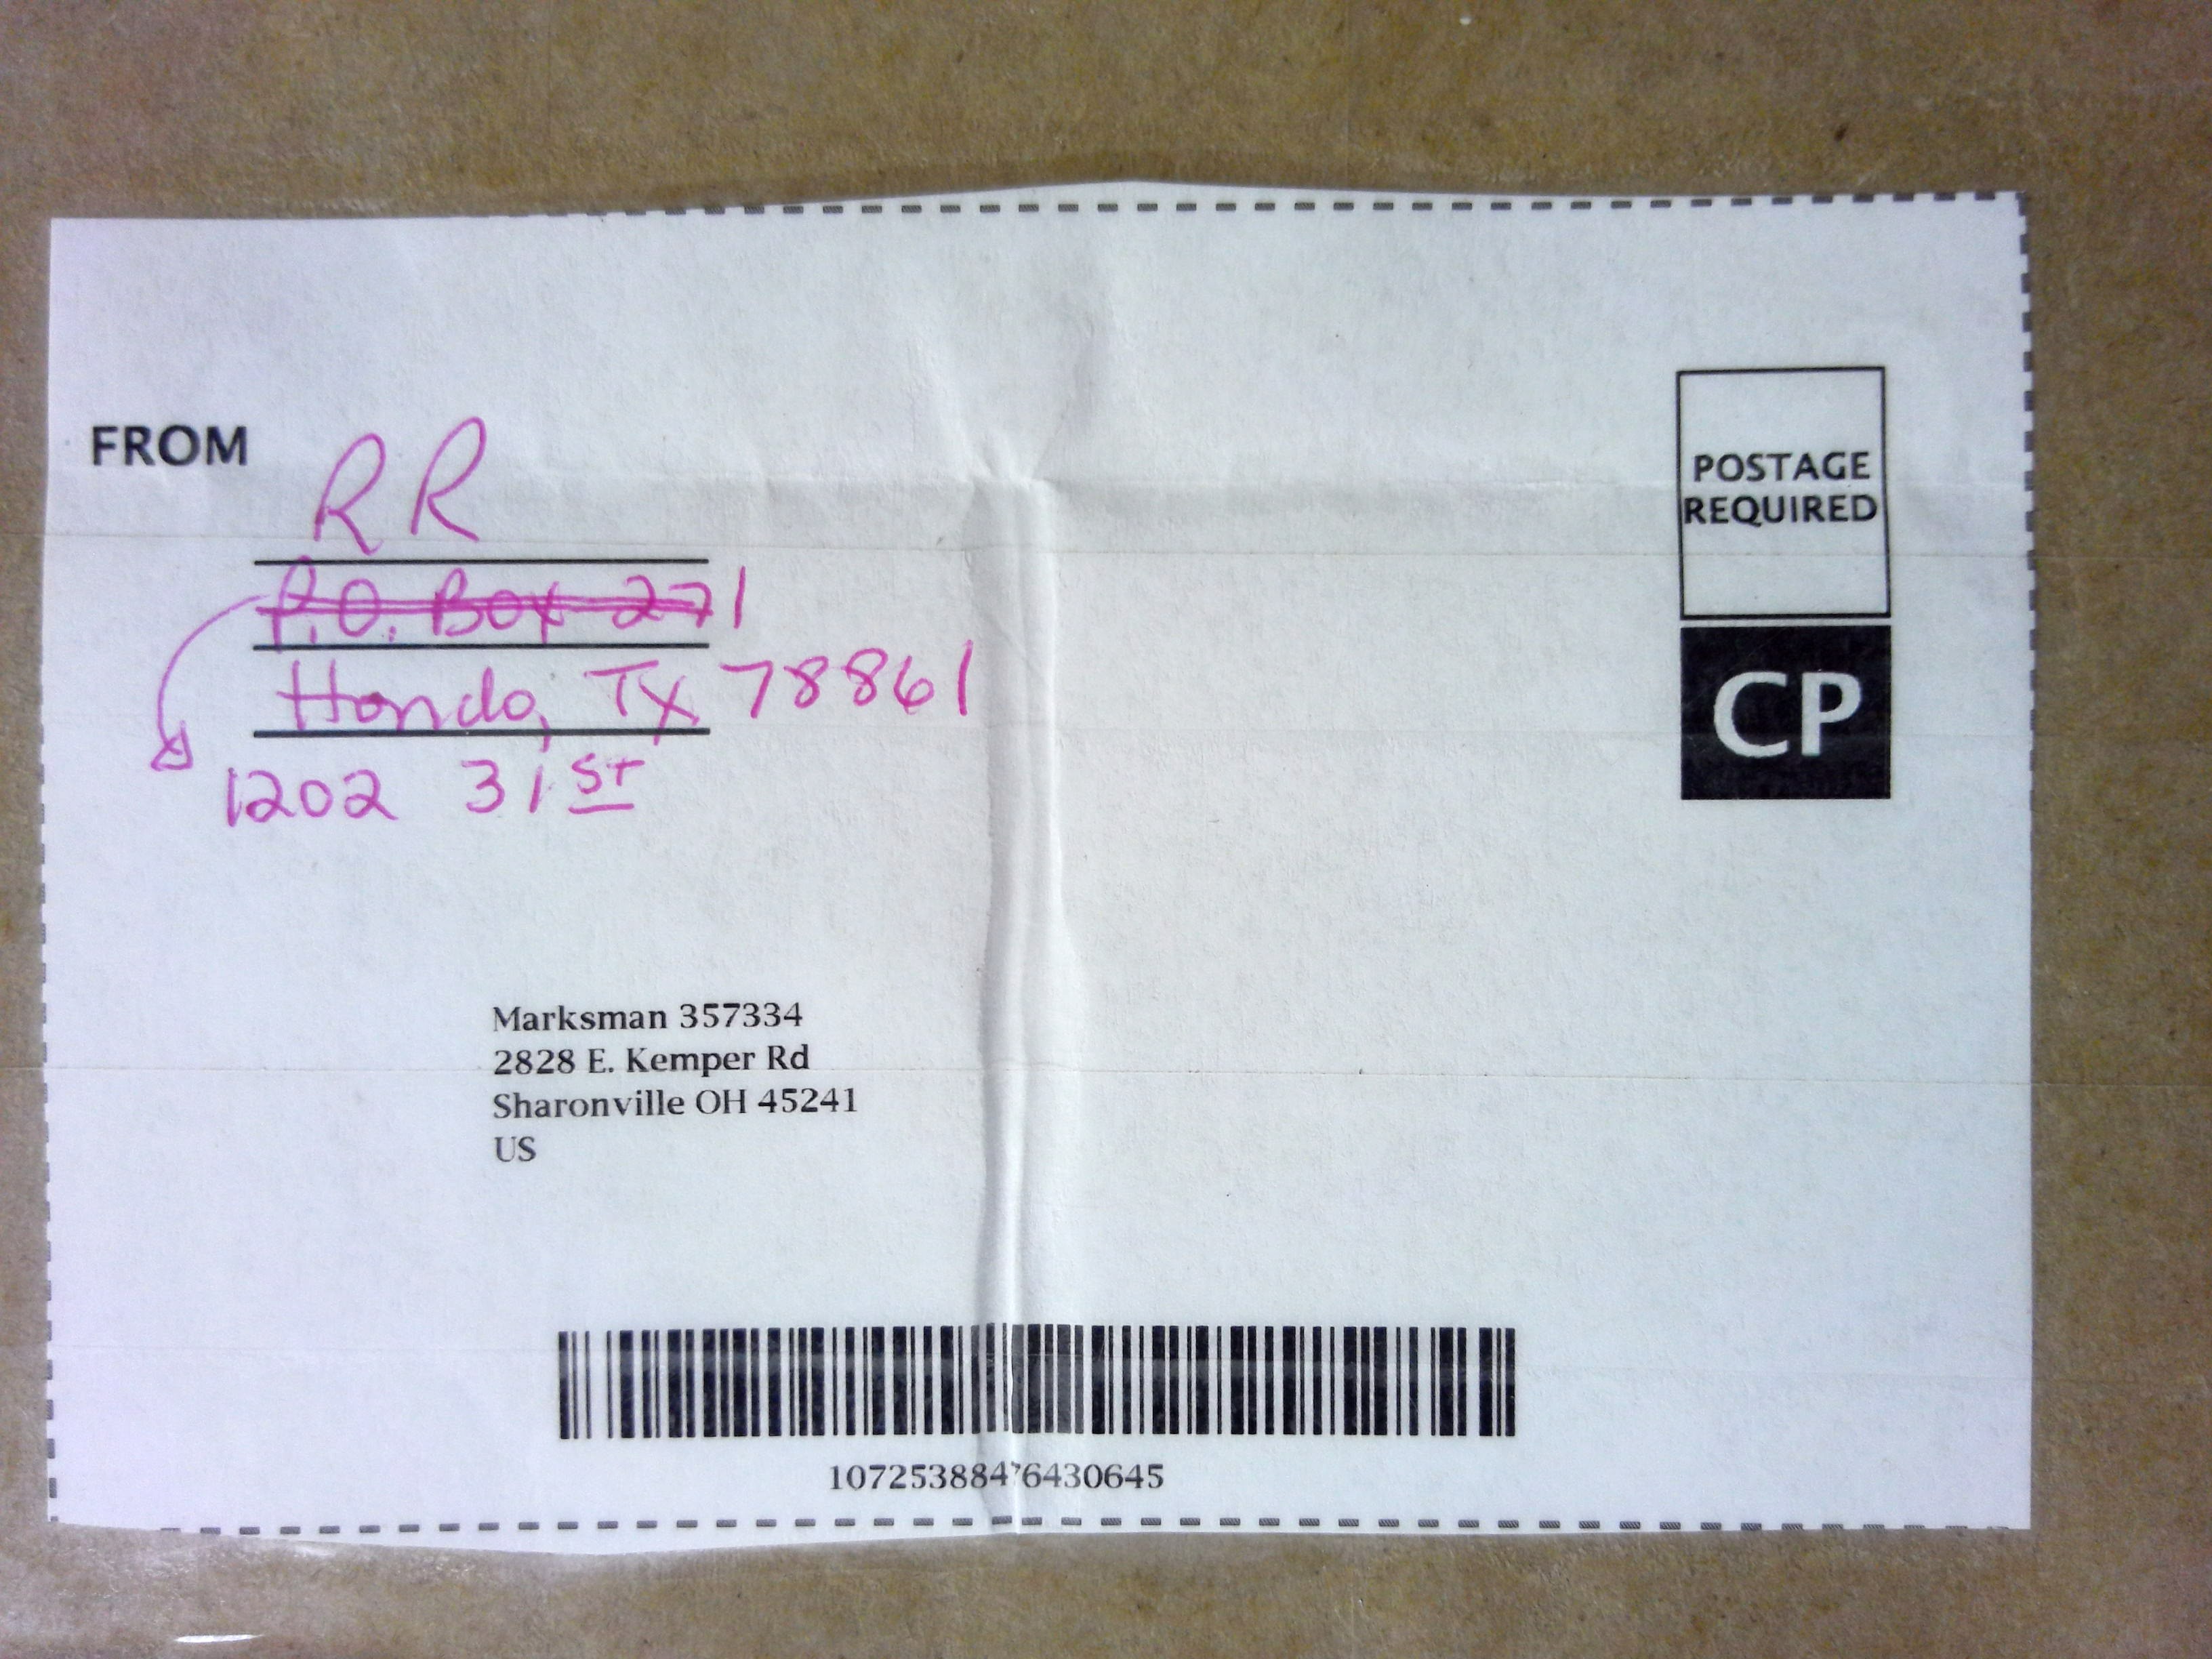 FROM
RR
P.O. Box 271
Hondo, TX 78861
1202 31st
POSTAGE
REQUIRED
CP
Marksman 357334
2828 E. Kemper Rd
Sharonville OH 45241
US